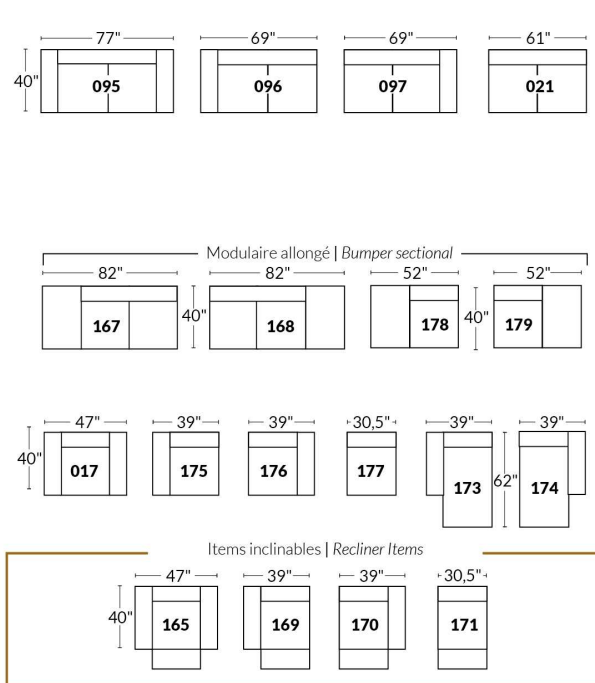 77" 69" 69" 61"
40" 095 096 097 021
Modulaire allongé | Bumper sectional
82" 82" 52" 52"
167 40" 168 178 40" 179
47" 39" 39" 30,5" 39" 39"
40" 017 175 176 177 173 62" 174
Items inclinables | Recliner Items
47" 39" 39" 30,5"
40" 165 169 170 171